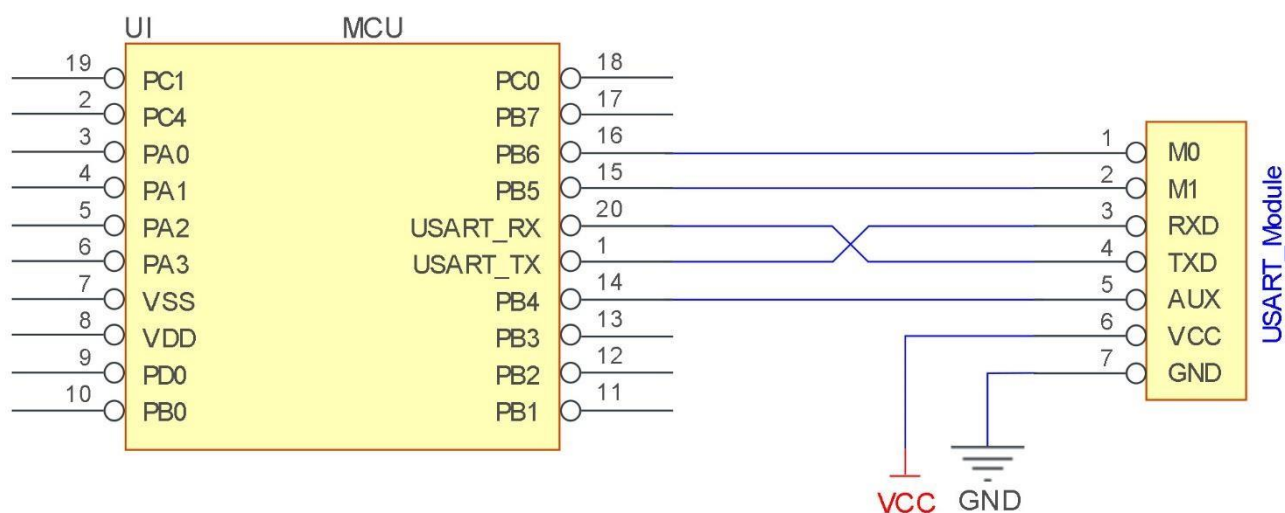 UI MCU
19 PC1 PC0 18
2 PC4 PB7 17
3 PA0 PB6 16
4 PA1 PB5 15
5 PA2 USART_RX 20
6 PA3 USART_TX 1
7 VSS PB4 14
8 VDD PB3 13
9 PD0 PB2 12
10 PB0 PB1 11
1 M0
2 M1
3 RXD
4 TXD
5 AUX
6 VCC
7 GND
USART_Module
VCC GND